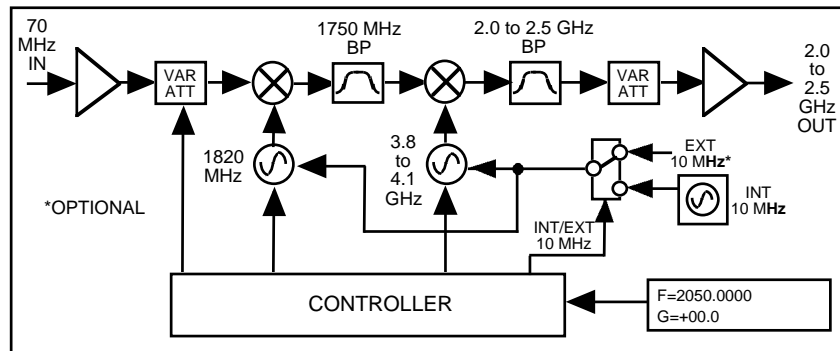 70
MHz
IN
VAR
ATT
1750 MHz
BP
2.0 to 2.5 GHz
BP
VAR
ATT
2.0
to
2.5
GHz
OUT
1820
MHz
3.8
to
4.1
GHz
EXT
10 MHz*
INT
10 MHz
*OPTIONAL
INT/EXT
10 MHz
CONTROLLER
F=2050.0000
G=+00.0